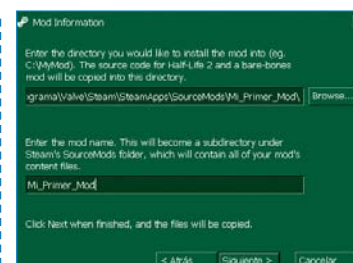 Mod Information
Enter the directory you would like to install the mod into (eg.
C:\MyMod). The source code for Half-Life 2 and a bare-bones
mod will be copied into this directory.
ograma\Valve\Steam\SteamApps\SourceMods\Mi_Primer_Mod\ Browse...
Enter the mod name. This will become a subdirectory under
Steam's SourceMods folder, which will contain all of your mod's
content files.
Mi_Primer_Mod
Click Next when finished, and the files will be copied.
< Atrás Siguiente > Cancelar